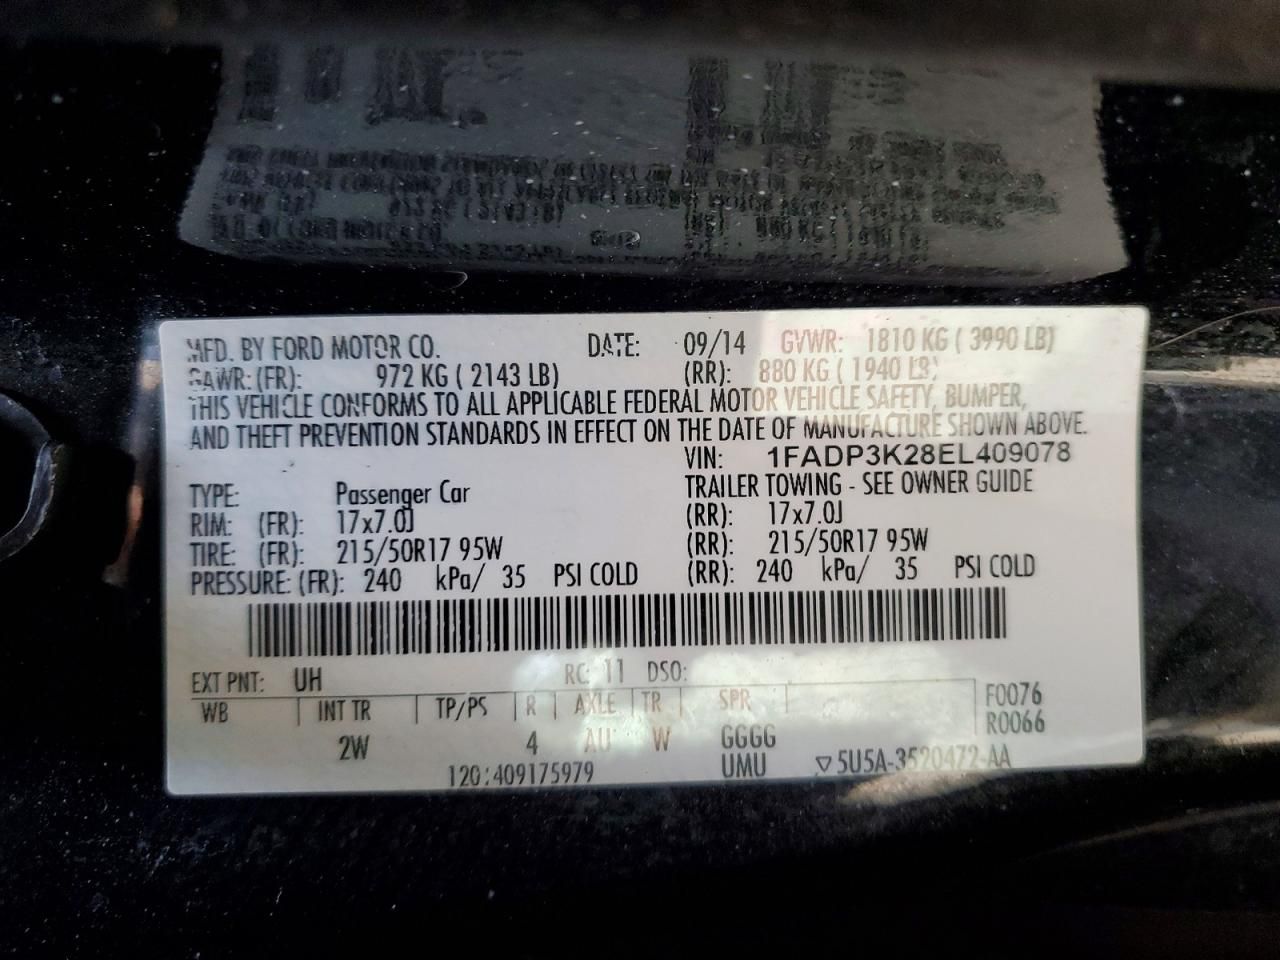 MFD. BY FORD MOTOR CO. DATE: 09/14 GVWR: 1810 KG ( 3990 LB)
GAWR: (FR): 972 KG ( 2143 LB) (RR): 880 KG ( 1940 LB)
THIS VEHICLE CONFORMS TO ALL APPLICABLE FEDERAL MOTOR VEHICLE SAFETY, BUMPER,
AND THEFT PREVENTION STANDARDS IN EFFECT ON THE DATE OF MANUFACTURE SHOWN ABOVE.
VIN: 1FADP3K28EL409078
TYPE: Passenger Car TRAILER TOWING - SEE OWNER GUIDE
RIM: (FR): 17x7.0J (RR): 17x7.0J
TIRE: (FR): 215/50R17 95W (RR): 215/50R17 95W
PRESSURE: (FR): 240 kPa/ 35 PSI COLD (RR): 240 kPa/ 35 PSI COLD
EXT PNT: UH RC: 11 DSO:
WB INT TR TP/PS R AXLE TR SPR F0076
R0066
2W 4 AU W GGGG
120:409175979 UMU ▽5U5A-3520472-AA